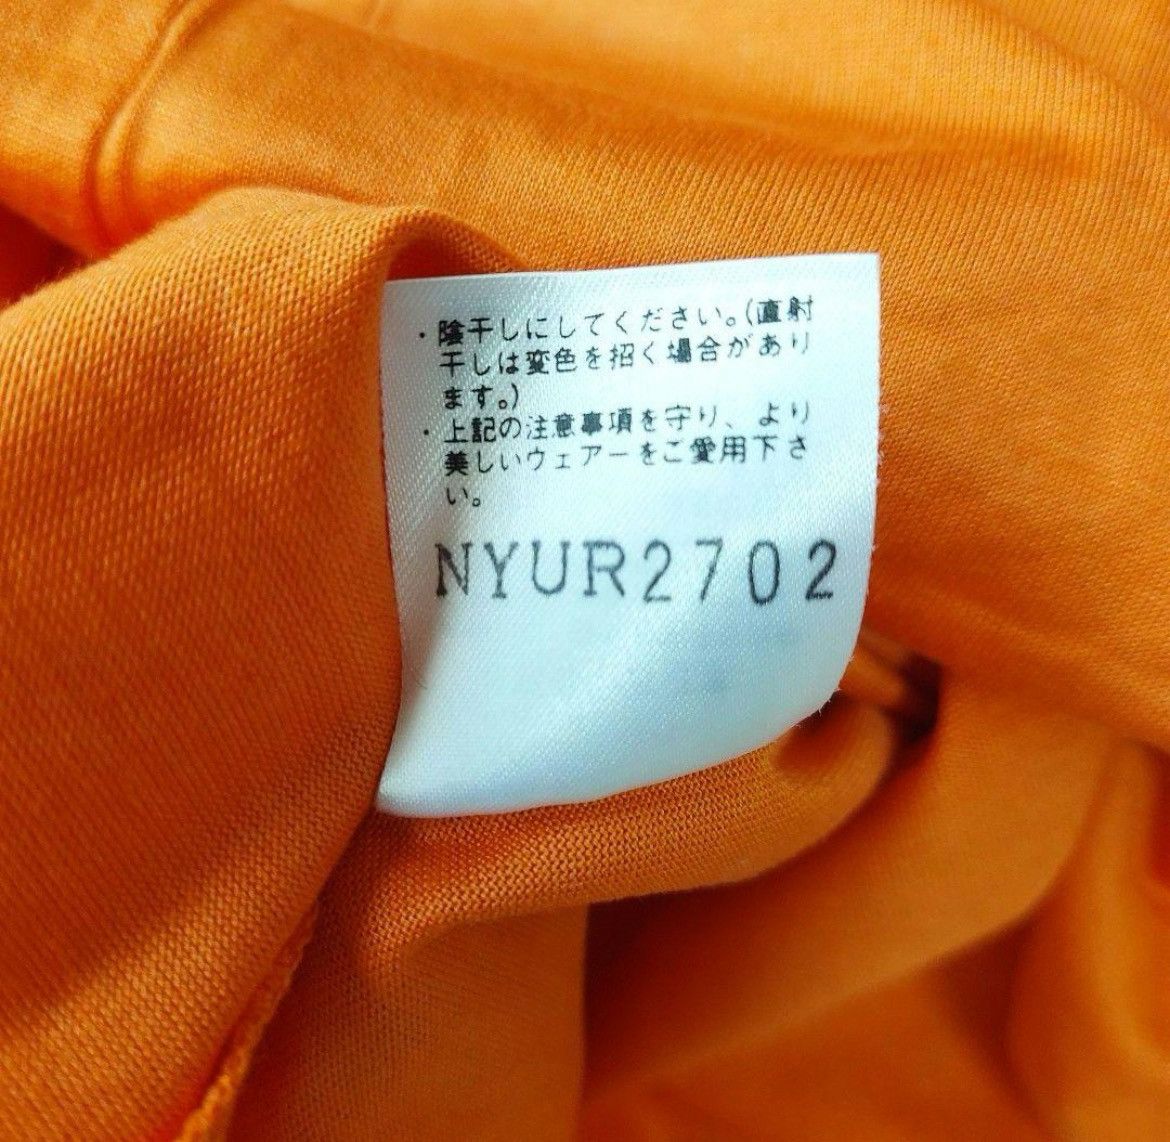 ・陰干しにしてください。(直射
干しは変色を招く場合があり
ます。)
・上記の注意事項を守り、より
美しいウェアーをご愛用下さ
い。
NYUR2702